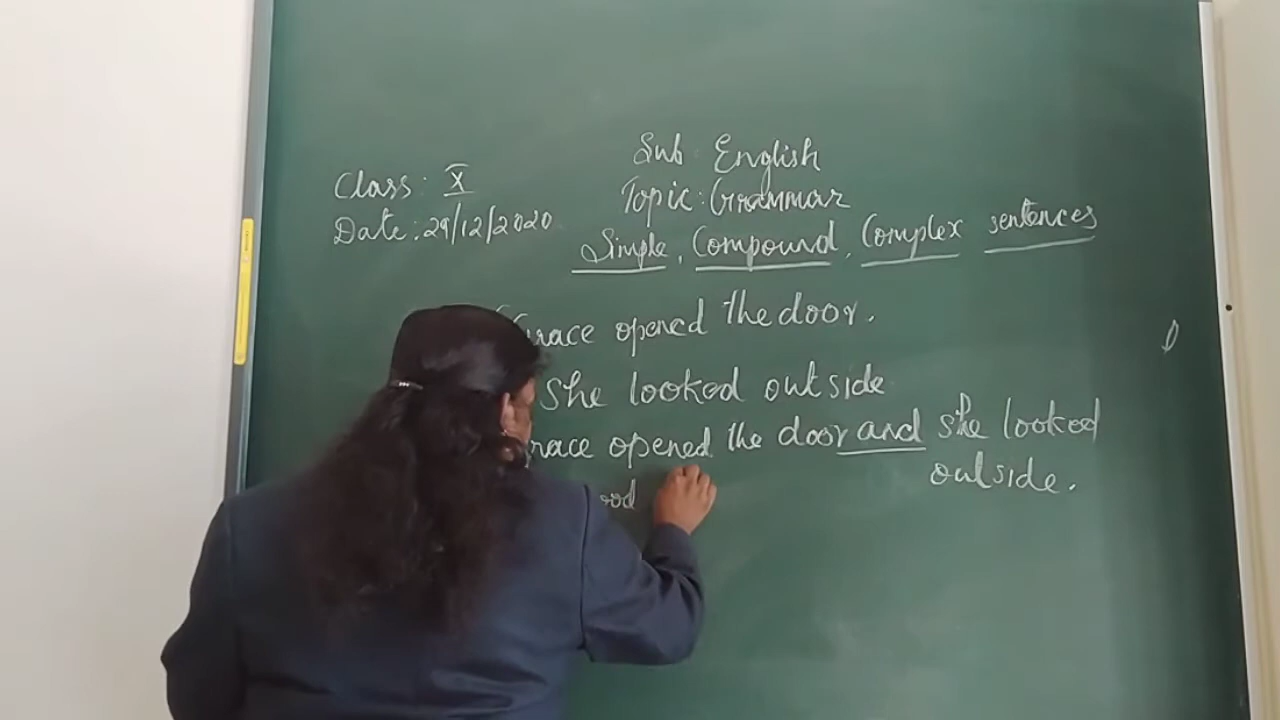 Sub English
Class: X
Topic: Grammar
Date: 29/12/2020
Simple, Compound, Complex sentences
Grace opened the door.
She looked outside
Grace opened the door and she looked
outside.